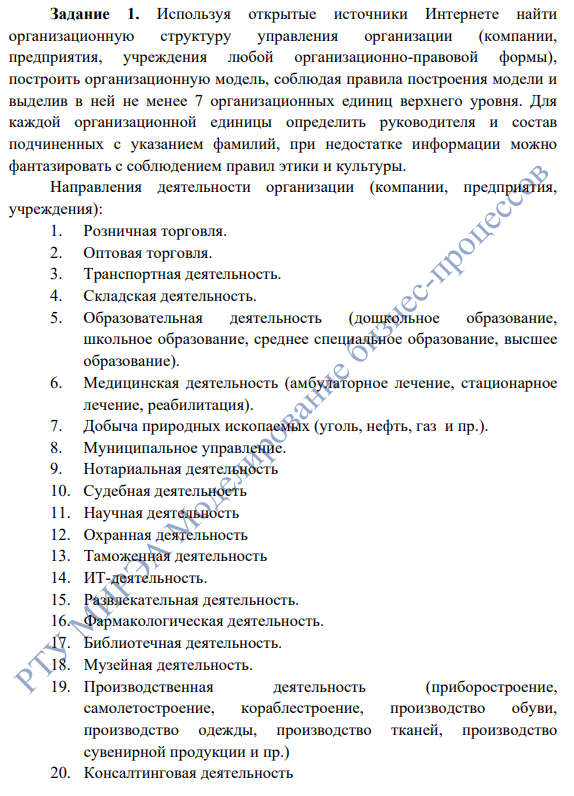 Задание 1. Используя открытые источники Интернете найти
организационную структуру управления организации (компании,
предприятия, учреждения любой организационно-правовой формы),
построить организационную модель, соблюдая правила построения модели и
выделив в ней не менее 7 организационных единиц верхнего уровня. Для
каждой организационной единицы определить руководителя и состав
подчиненных с указанием фамилий, при недостатке информации можно
фантазировать с соблюдением правил этики и культуры.
Направления деятельности организации (компании, предприятия,
учреждения):
1. Розничная торговля.
2. Оптовая торговля.
3. Транспортная деятельность.
4. Складская деятельность.
5. Образовательная деятельность (дошкольное образование,
школьное образование, среднее специальное образование, высшее
образование).
6. Медицинская деятельность (амбулаторное лечение, стационарное
лечение, реабилитация).
7. Добыча природных ископаемых (уголь, нефть, газ и пр.).
8. Муниципальное управление.
9. Нотариальная деятельность
10. Судебная деятельность
11. Научная деятельность
12. Охранная деятельность
13. Таможенная деятельность
14. ИТ-деятельность.
15. Развлекательная деятельность.
16. Фармакологическая деятельность.
17. Библиотечная деятельность.
18. Музейная деятельность.
19. Производственная деятельность (приборостроение,
самолетостроение, кораблестроение, производство обуви,
производство одежды, производство тканей, производство
сувенирной продукции и пр.)
20. Консалтинговая деятельность
РТУ МИРЭА Моделирование бизнес-процессов